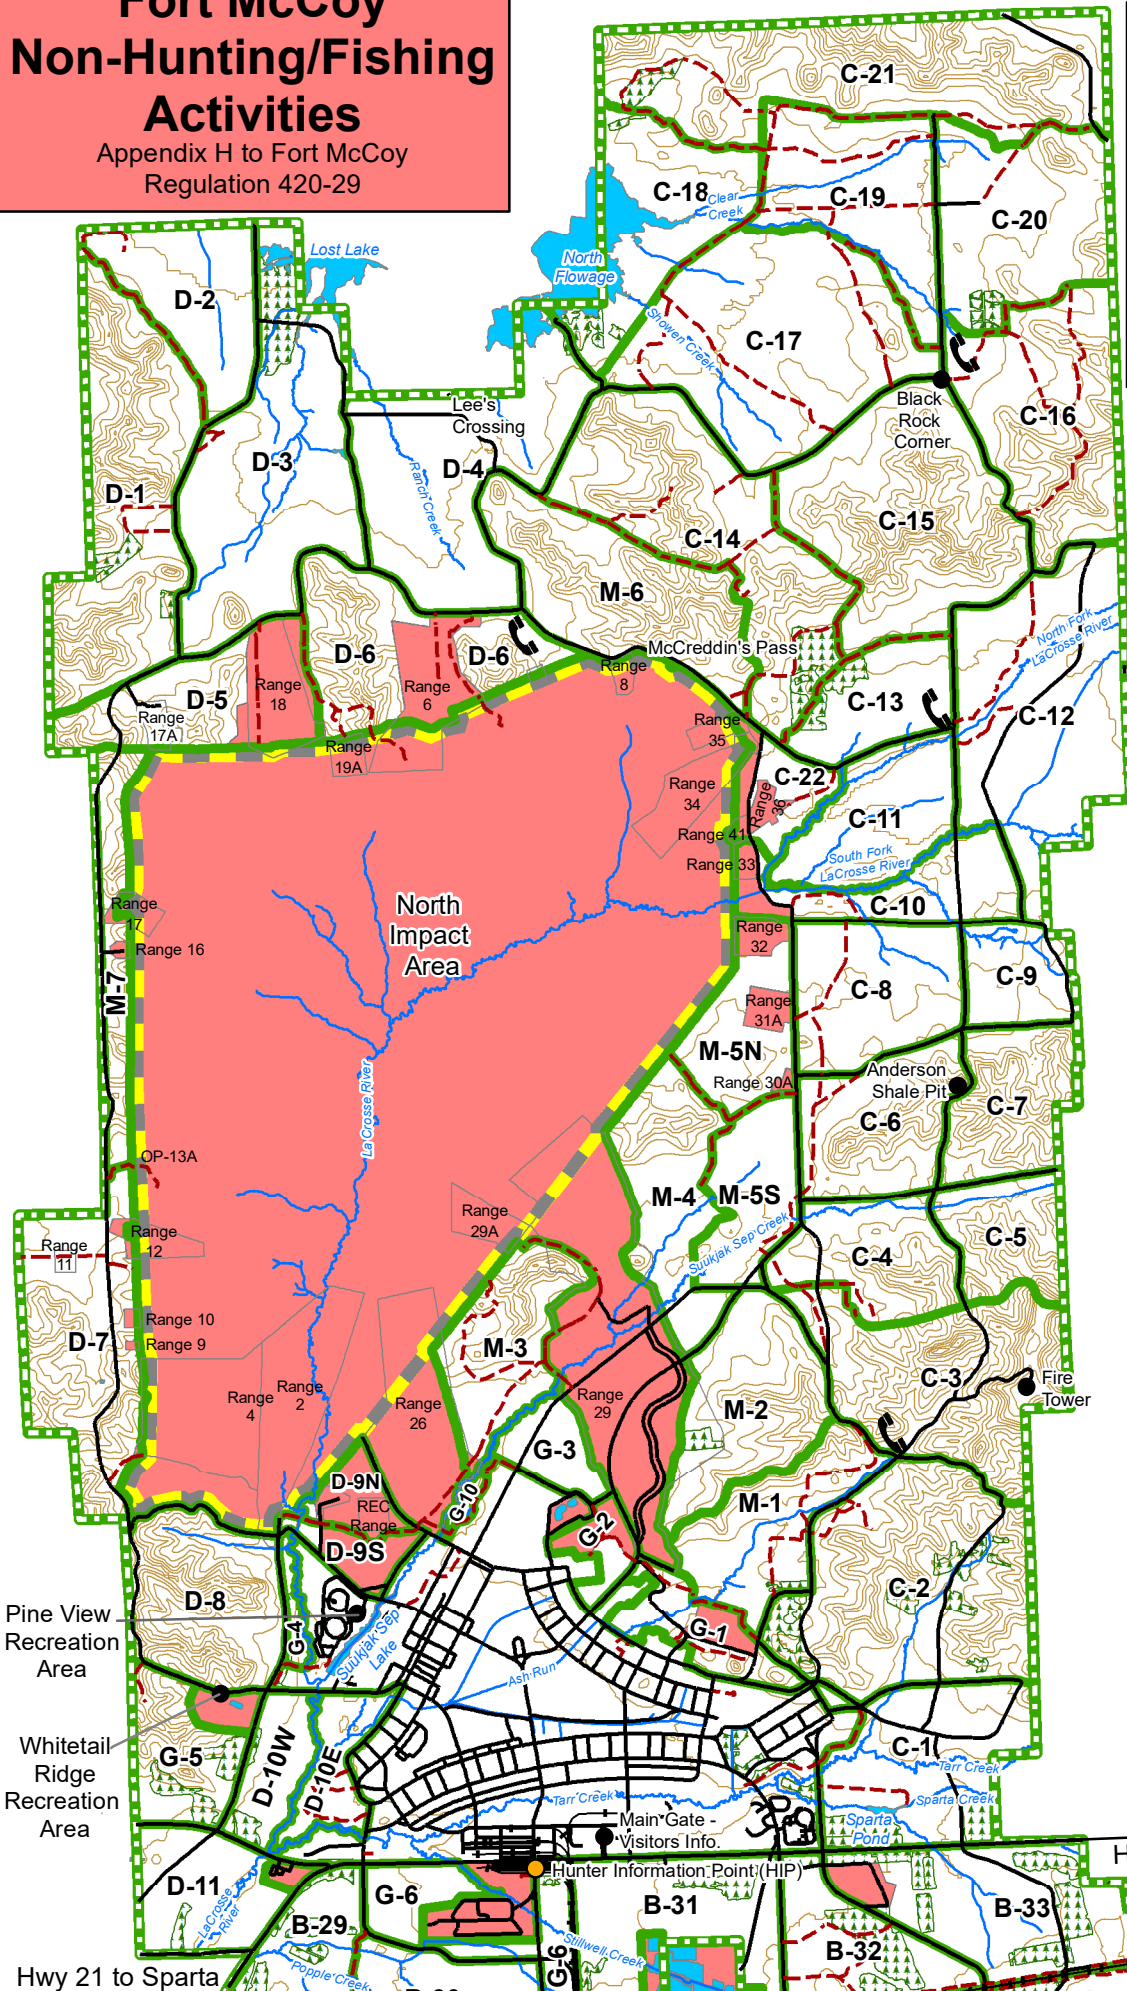 Fort McCoy
Non-Hunting/Fishing
Activities
Appendix H to Fort McCoy
Regulation 420-29
C-21
C-18
Clear
Creek
C-19
C-20
North
Flowage
Lost Lake
D-2
Showen Creek
C-17
Black
Rock
Corner
C-16
Lee's
Crossing
D-3
D-4
Ranch Creek
D-1
C-14
C-15
M-6
McCreddin's Pass
North Fork
LaCrosse River
D-6
D-6
Range
8
D-5
Range
18
Range
6
Range
17A
Range
19A
Range
35
C-13
C-12
C-22
Range
34
Range
36
Range 41
C-11
Range 33
South Fork
LaCrosse River
C-10
North
Impact
Area
Range
17
Range 16
M-7
Range
32
C-8
C-9
Range
31A
M-5N
Range 30A
Anderson
Shale Pit
C-7
C-6
LaCrosse River
OP-13A
M-4
M-5S
Range
29A
Suukjak Sep Creek
Range
12
Range
11
C-5
C-4
Range 10
Range 9
D-7
M-3
C-3
Fire
Tower
Range
4
Range
2
Range
26
Range
29
M-2
G-3
D-9N
REC
Range
G-10
M-1
G-2
D-9S
D-8
C-2
Pine View
Recreation
Area
G-4
Suukjak Sep
Lake
G-1
Ash Run
Whitetail
Ridge
Recreation
Area
G-5
D-10W
D-10E
C-1
Tarr Creek
Tarr Creek
Sparta Creek
Sparta
Pond
Main Gate -
Visitors Info.
Hunter Information Point (HIP)
H
D-11
LaCrosse
River
G-6
B-31
B-33
B-29
B-32
Stillwell Creek
G-6
Poppie Creek
Hwy 21 to Sparta